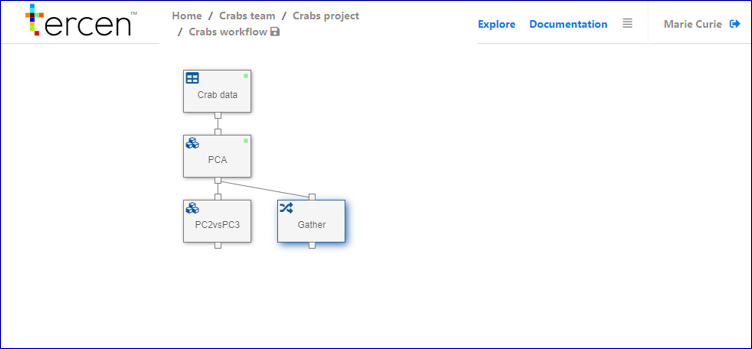 tercen™
Home / Crabs team / Crabs project
/ Crabs workflow
Explore Documentation Marie Curie
Crab data
PCA
PC2vsPC3 Gather